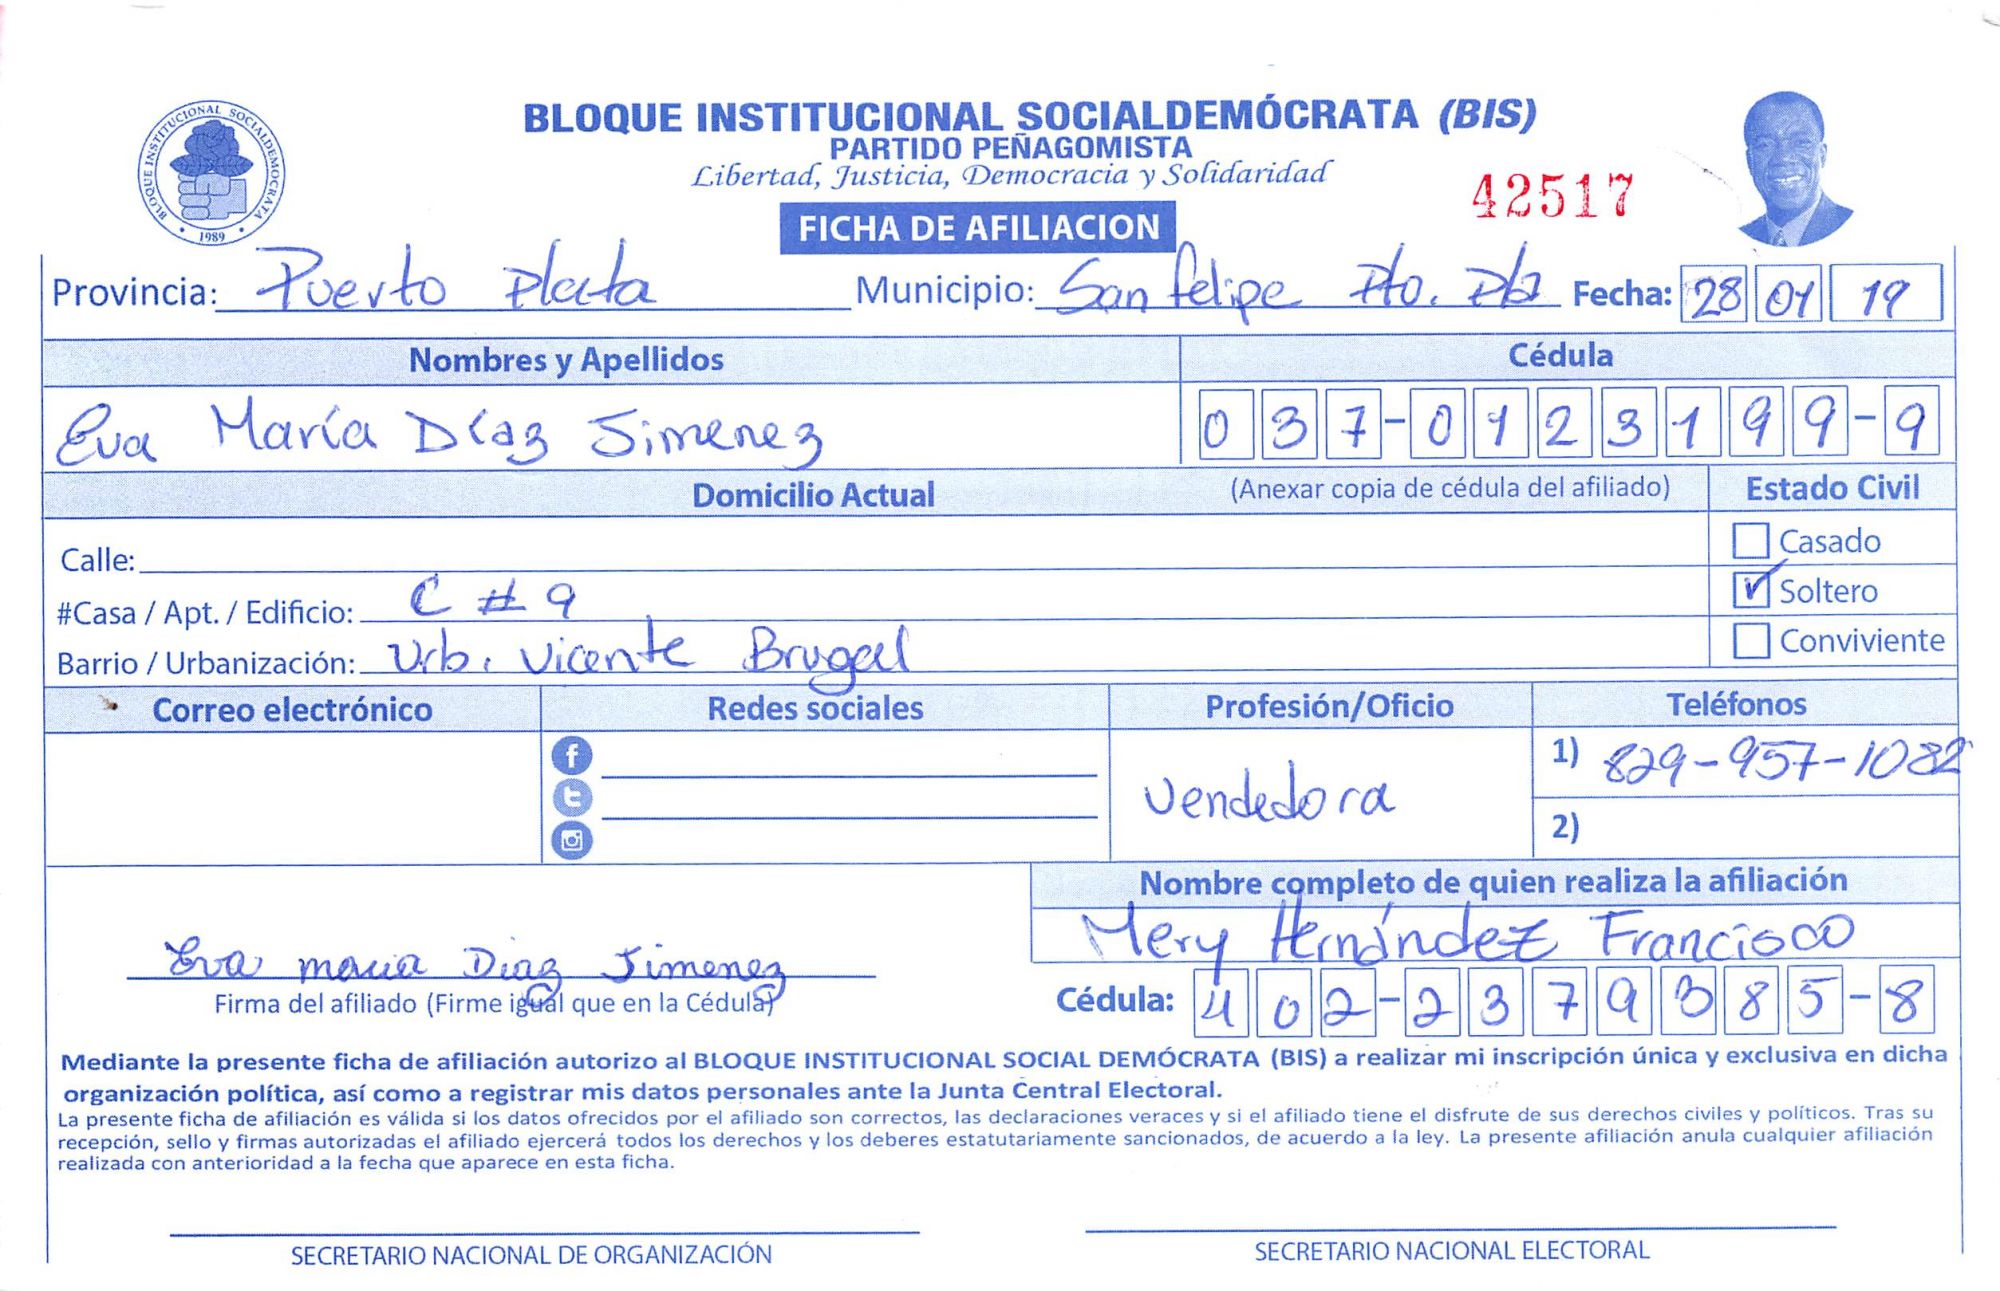 BLOQUE INSTITUCIONAL SOCIALDEMOCRATA
1989
BLOQUE INSTITUCIONAL SOCIALDEMÓCRATA (BIS)
PARTIDO PEÑAGOMISTA
Libertad, Justicia, Democracia y Solidaridad
42517
FICHA DE AFILIACION
Provincia: Puerto Plata Municipio: San Felipe Pto. Pta Fecha: 28 01 19
Nombres y Apellidos Cédula
Eva María Díaz Jimenez 037-0123199-9
Domicilio Actual (Anexar copia de cédula del afiliado) Estado Civil
Calle: Casado
#Casa / Apt. / Edificio: C # 9 Soltero
Barrio / Urbanización: Urb. Vicente Brugal Conviviente
Correo electrónico Redes sociales Profesión/Oficio Teléfonos
Vendedora 1) 829-957-1082
2)
Nombre completo de quien realiza la afiliación
Mery Hernández Francisco
Eva maria Diaz Jimenez
Firma del afiliado (Firme igual que en la Cédula) Cédula: 402-2379385-8
Mediante la presente ficha de afiliación autorizo al BLOQUE INSTITUCIONAL SOCIAL DEMÓCRATA (BIS) a realizar mi inscripción única y exclusiva en dicha
organización política, así como a registrar mis datos personales ante la Junta Central Electoral.
La presente ficha de afiliación es válida si los datos ofrecidos por el afiliado son correctos, las declaraciones veraces y si el afiliado tiene el disfrute de sus derechos civiles y políticos. Tras su
recepción, sello y firmas autorizadas el afiliado ejercerá todos los derechos y los deberes estatutariamente sancionados, de acuerdo a la ley. La presente afiliación anula cualquier afiliación
realizada con anterioridad a la fecha que aparece en esta ficha.
SECRETARIO NACIONAL DE ORGANIZACIÓN SECRETARIO NACIONAL ELECTORAL